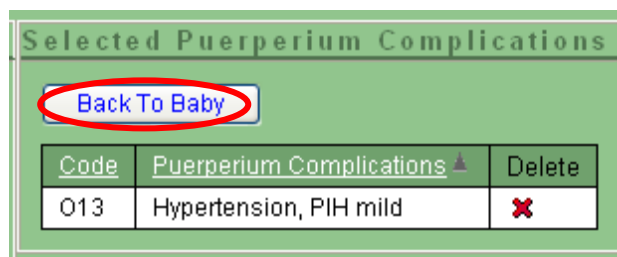 Selected Puerperium Complications
Back To Baby
Code Puerperium Complications Delete
O13 Hypertension, PIH mild